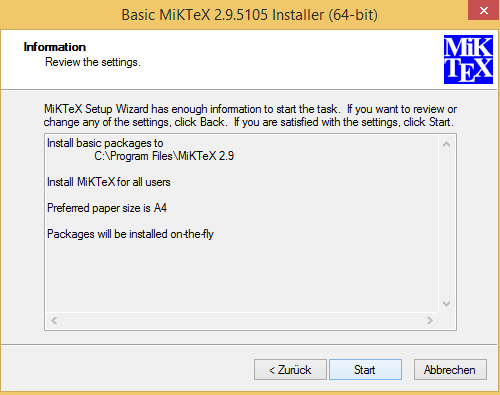 Basic MiKTeX 2.9.5105 Installer (64-bit)
Information
Review the settings.
MiK
TEX
MiKTeX Setup Wizard has enough information to start the task. If you want to review or
change any of the settings, click Back. If you are satisfied with the settings, click Start.
Install basic packages to
C:\Program Files\MiKTeX 2.9
Install MiKTeX for all users
Preferred paper size is A4
Packages will be installed on-the-fly
< Zurück
Start
Abbrechen